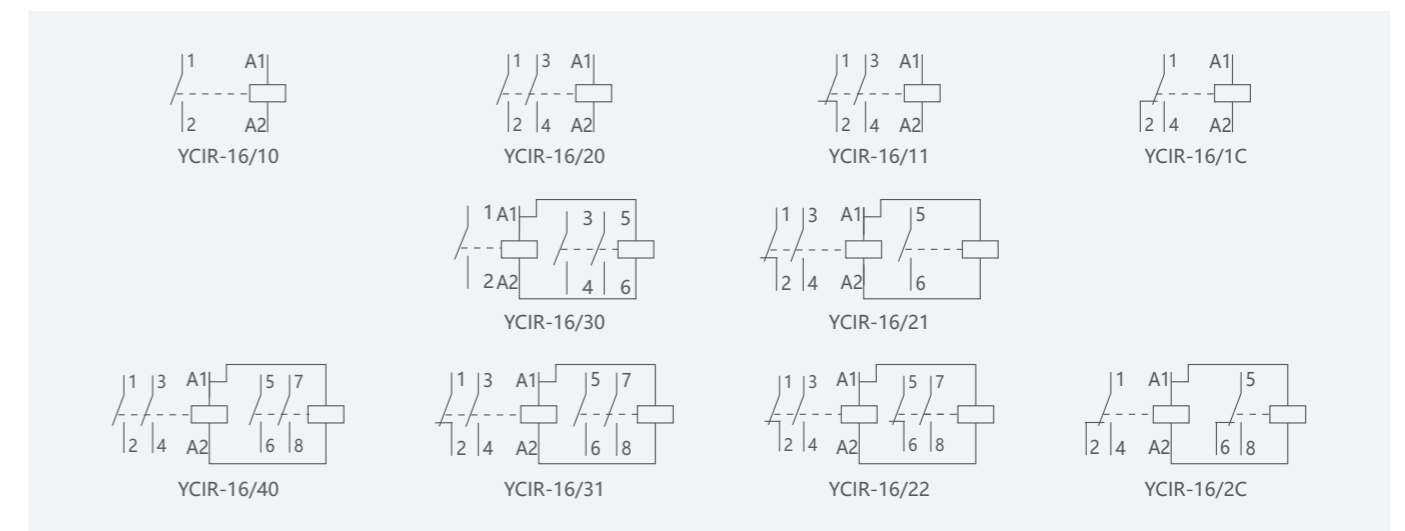 1 A1 1 3 A1 1 3 A1 1 A1
2 A2 2 4 A2 2 4 A2 2 4 A2
YCIR-16/10 YCIR-16/20 YCIR-16/11 YCIR-16/1C
1 A1 3 5 1 3 A1 5
2 A2 4 6 2 4 A2 6
YCIR-16/30 YCIR-16/21
1 3 A1 5 7 1 3 A1 5 7 1 3 A1 5 7 1 A1 5
2 4 A2 6 8 2 4 A2 6 8 2 4 A2 6 8 2 4 A2 6 8
YCIR-16/40 YCIR-16/31 YCIR-16/22 YCIR-16/2C